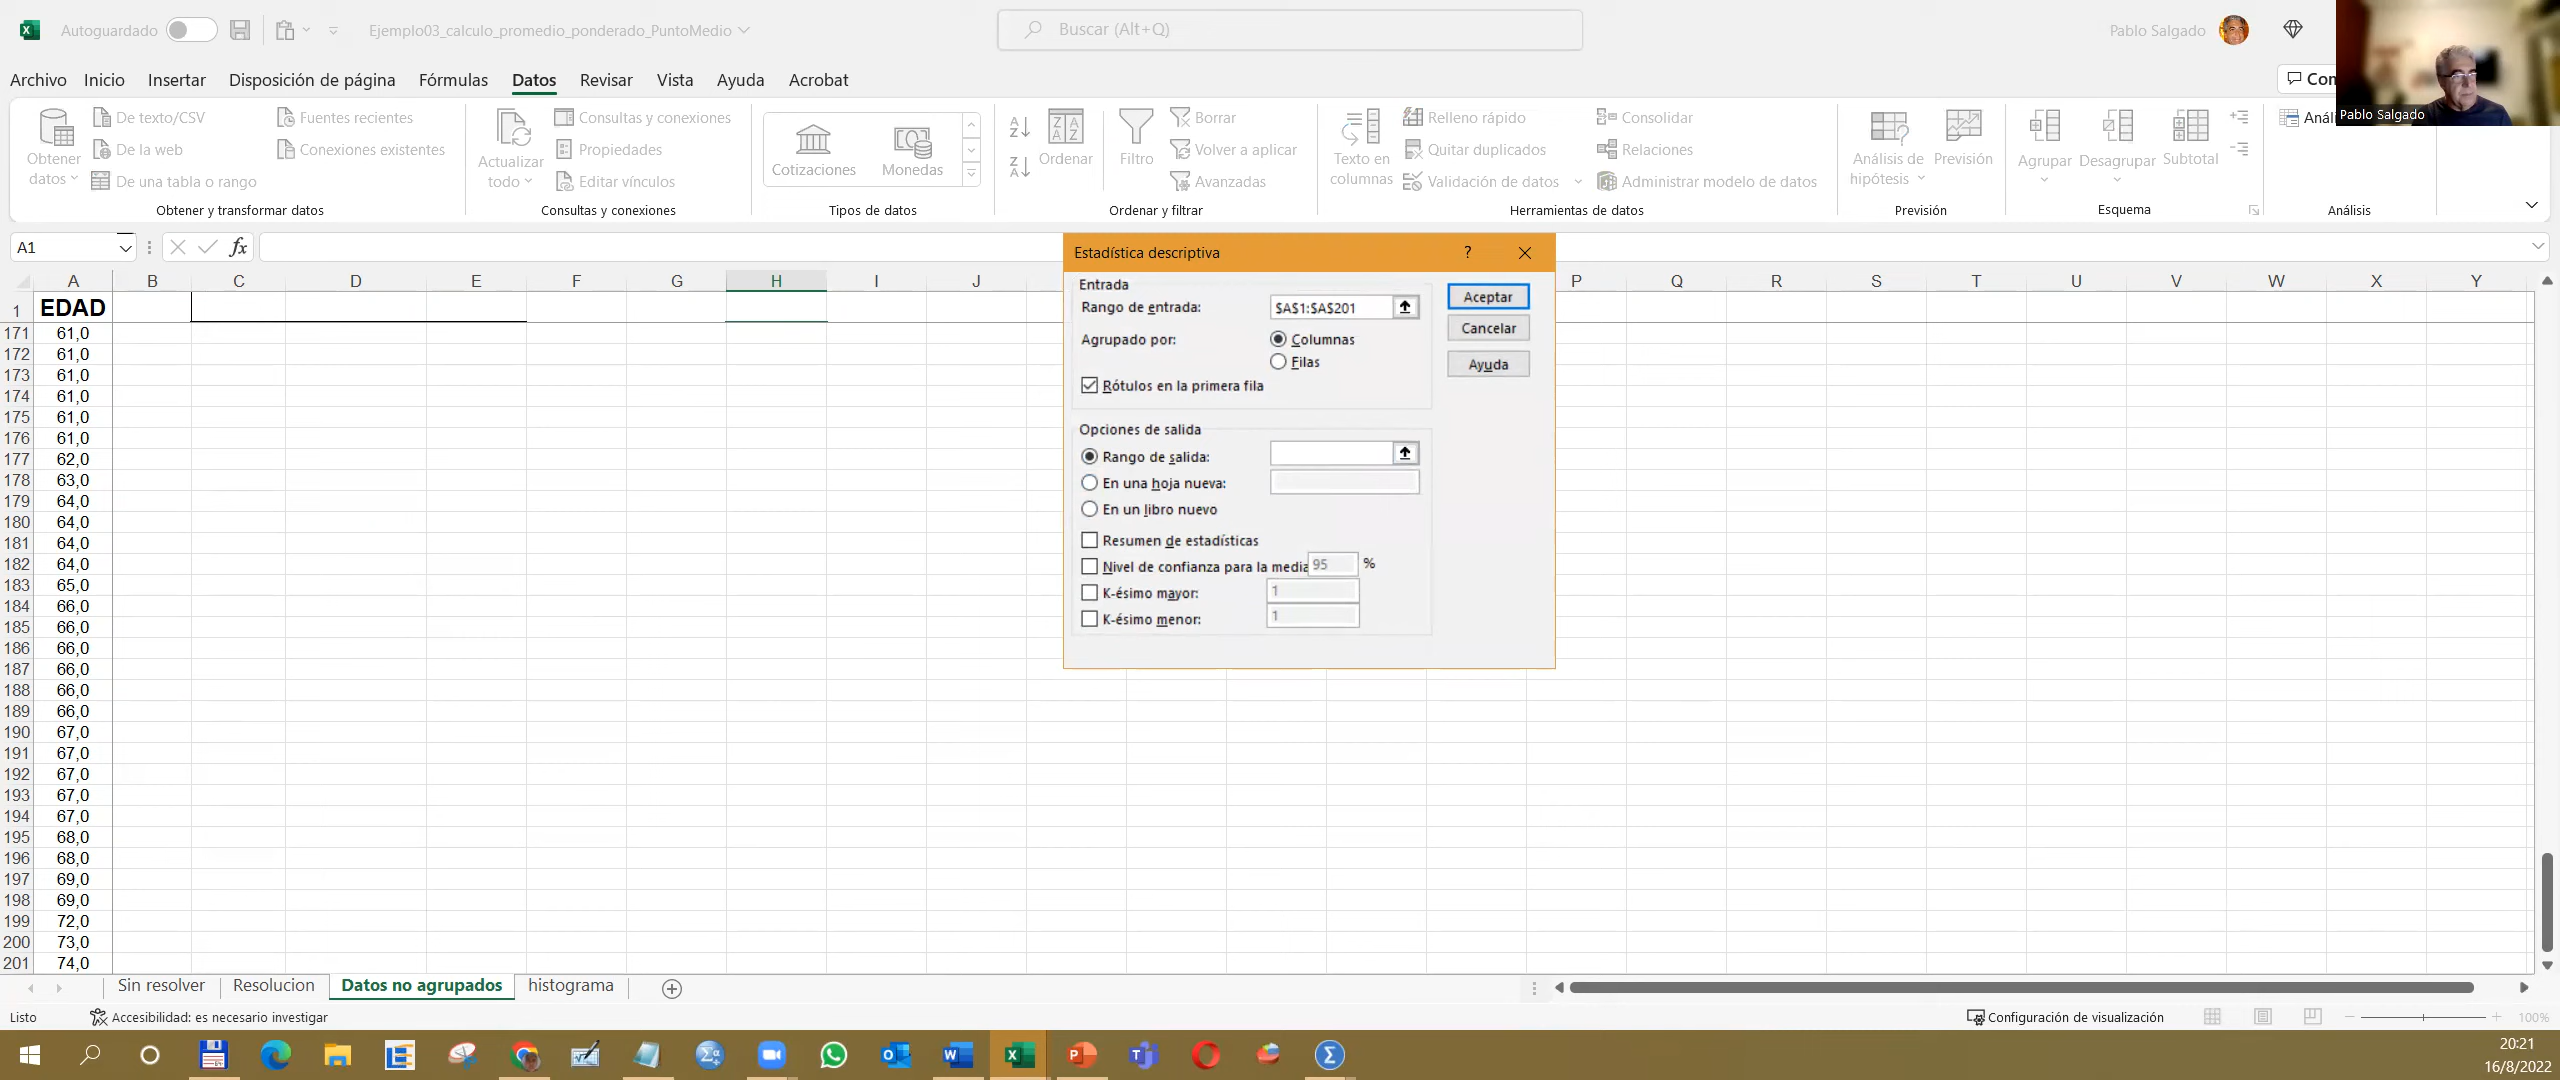 Autoguardado
Ejemplo03_calculo_promedio_ponderado_PuntoMedio
Buscar (Alt+Q)
Pablo Salgado
Archivo Inicio Insertar Disposición de página Fórmulas Datos Revisar Vista Ayuda Acrobat
Obtener datos
De texto/CSV
De la web
De una tabla o rango
Fuentes recientes
Conexiones existentes
Obtener y transformar datos
Actualizar todo
Consultas y conexiones
Propiedades
Editar vínculos
Consultas y conexiones
Cotizaciones
Monedas
Tipos de datos
Ordenar
Filtro
Borrar
Volver a aplicar
Avanzadas
Ordenar y filtrar
Texto en columnas
Relleno rápido
Quitar duplicados
Validación de datos
Consolidar
Relaciones
Administrar modelo de datos
Herramientas de datos
Análisis de hipótesis
Previsión
Previsión
Agrupar
Desagrupar
Subtotal
Esquema
Análisis
Pablo Salgado
A1
fx
A B C D E F G H I J P Q R S T U V W X Y
1 EDAD
171 61,0
172 61,0
173 61,0
174 61,0
175 61,0
176 61,0
177 62,0
178 63,0
179 64,0
180 64,0
181 64,0
182 64,0
183 65,0
184 66,0
185 66,0
186 66,0
187 66,0
188 66,0
189 66,0
190 67,0
191 67,0
192 67,0
193 67,0
194 67,0
195 68,0
196 68,0
197 69,0
198 69,0
199 72,0
200 73,0
201 74,0
Estadística descriptiva
?
Entrada
Rango de entrada: $A$1:$A$201
Agrupado por: Columnas
Filas
Rótulos en la primera fila
Aceptar
Cancelar
Ayuda
Opciones de salida
Rango de salida:
En una hoja nueva:
En un libro nuevo
Resumen de estadísticas
Nivel de confianza para la media 95 %
K-ésimo mayor: 1
K-ésimo menor: 1
Sin resolver Resolucion Datos no agrupados histograma
Listo
Accesibilidad: es necesario investigar
Configuración de visualización
100%
20:21
16/8/2022